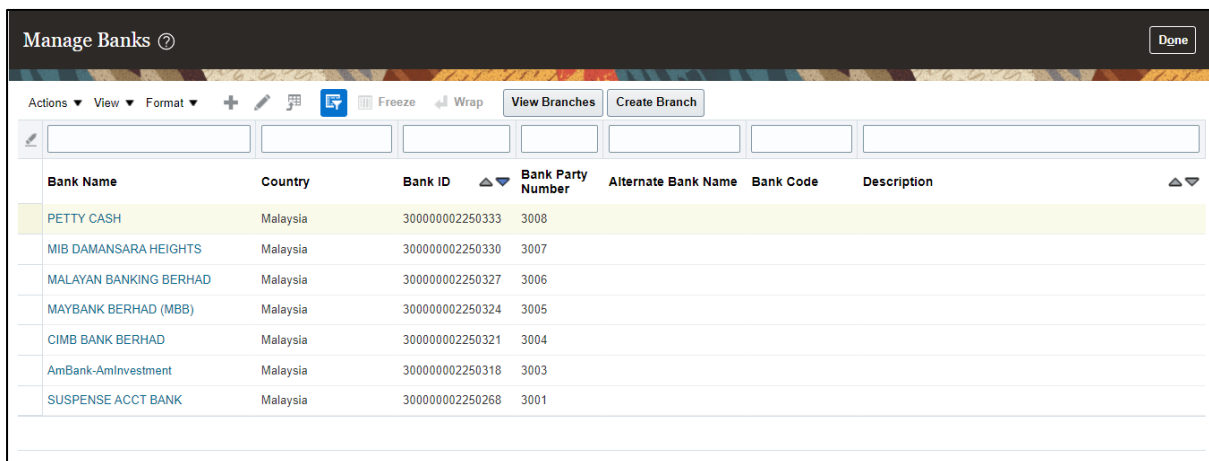 Manage Banks ?
Done
Actions ▼ View ▼ Format ▼ Freeze Wrap View Branches Create Branch
Bank Name Country Bank ID Bank Party Number Alternate Bank Name Bank Code Description
PETTY CASH Malaysia 300000002250333 3008
MIB DAMANSARA HEIGHTS Malaysia 300000002250330 3007
MALAYAN BANKING BERHAD Malaysia 300000002250327 3006
MAYBANK BERHAD (MBB) Malaysia 300000002250324 3005
CIMB BANK BERHAD Malaysia 300000002250321 3004
AmBank-AmInvestment Malaysia 300000002250318 3003
SUSPENSE ACCT BANK Malaysia 300000002250268 3001